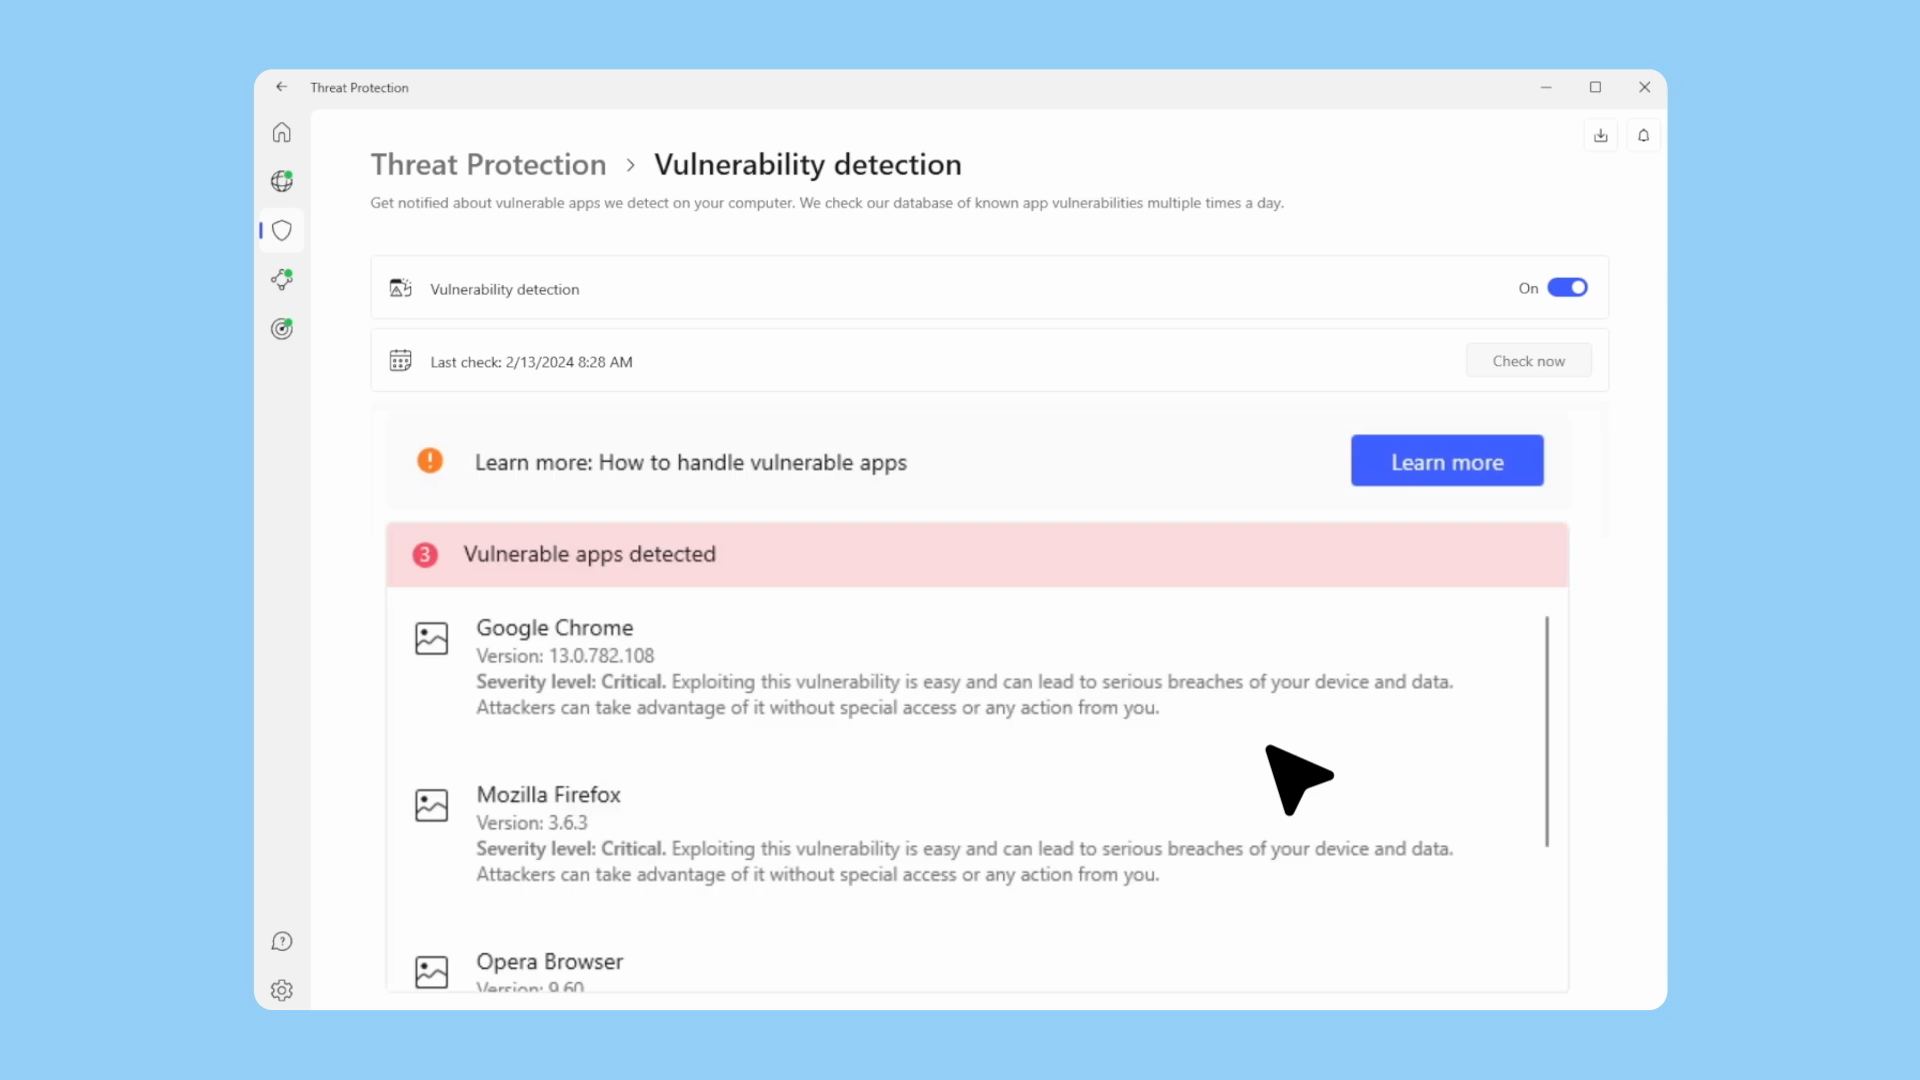 Threat Protection
Threat Protection > Vulnerability detection
Get notified about vulnerable apps we detect on your computer. We check our database of known app vulnerabilities multiple times a day.
Vulnerability detection
On
Last check: 2/13/2024 8:28 AM
Check now
! Learn more: How to handle vulnerable apps
Learn more
3 Vulnerable apps detected
Google Chrome
Version: 13.0.782.108
Severity level: Critical. Exploiting this vulnerability is easy and can lead to serious breaches of your device and data.
Attackers can take advantage of it without special access or any action from you.
Mozilla Firefox
Version: 3.6.3
Severity level: Critical. Exploiting this vulnerability is easy and can lead to serious breaches of your device and data.
Attackers can take advantage of it without special access or any action from you.
Opera Browser
Version: 9.60